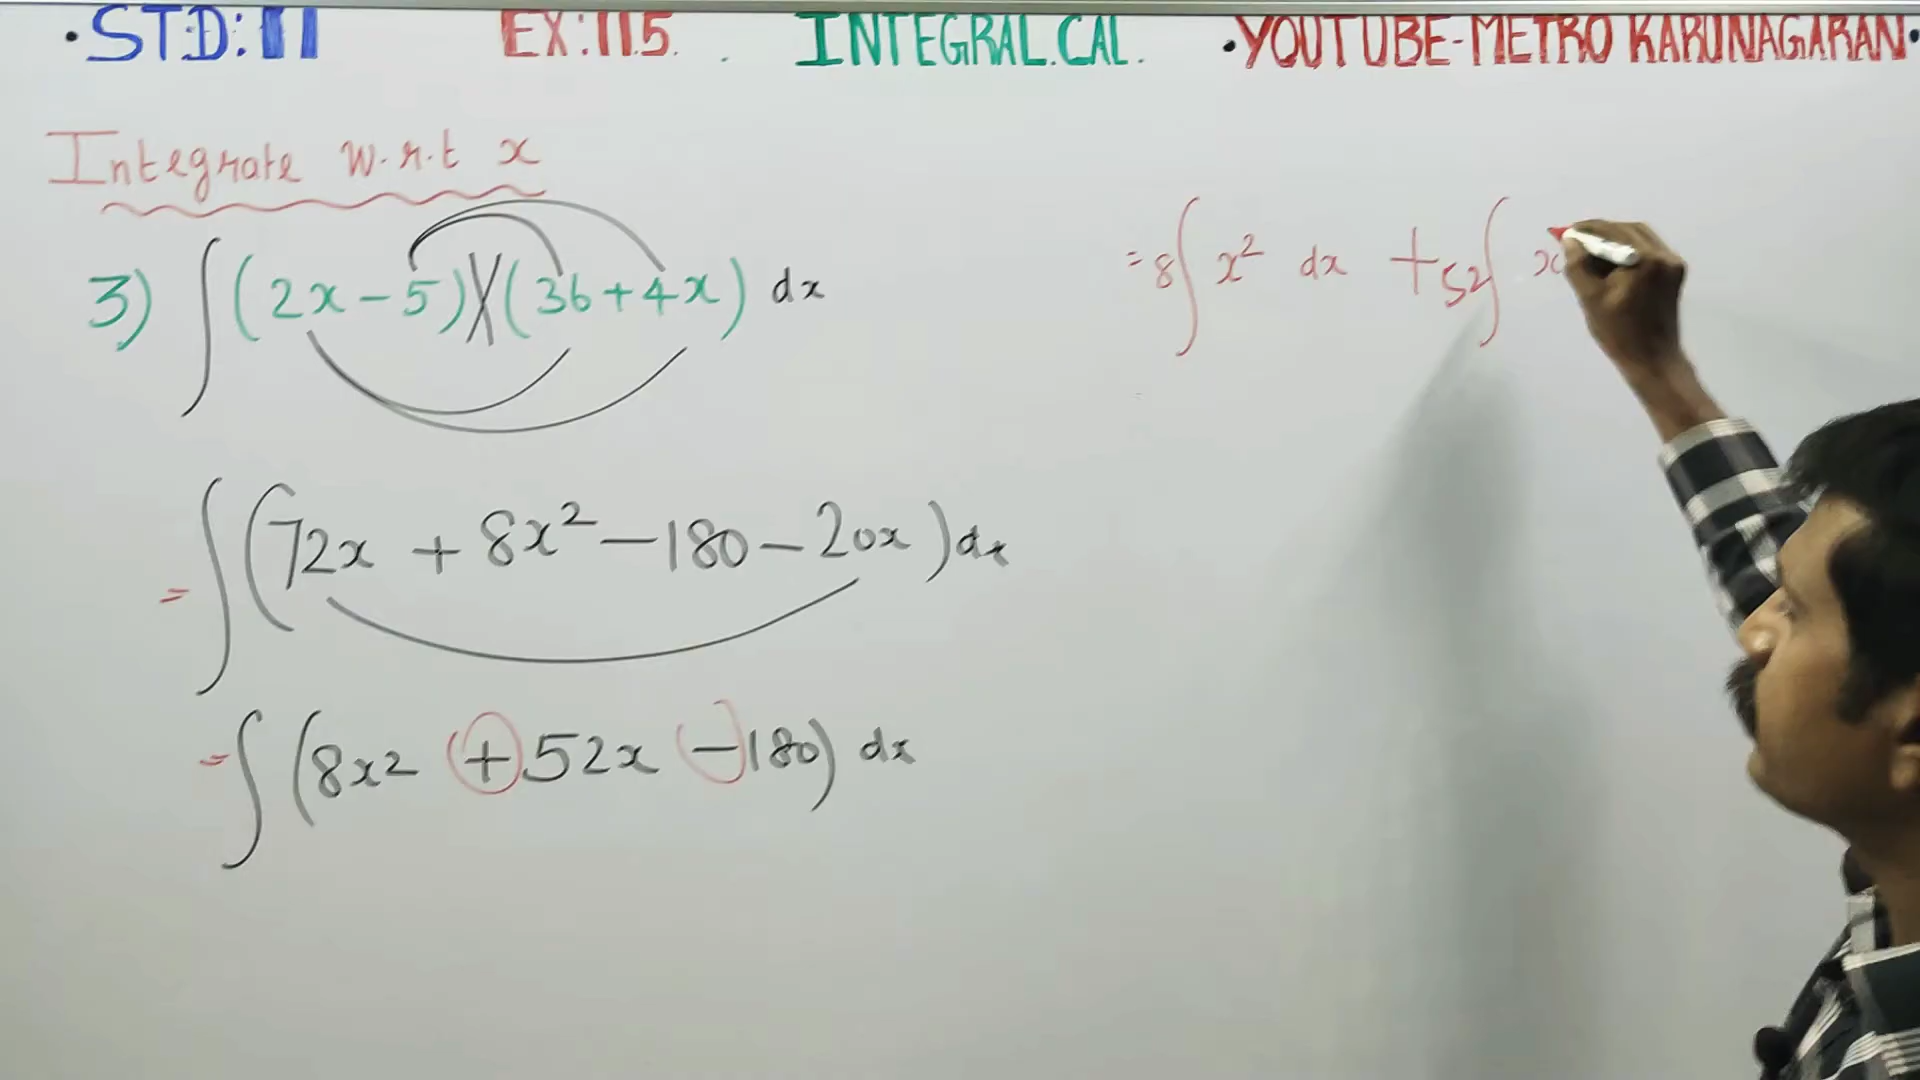 ·STD:11 EX:11.5. INTEGRAL.CAL. ·YOUTUBE-METRO KARUNAGARAN·
Integrate w.r.t x
3) ∫(2x-5)(36+4x) dx
= ∫(72x + 8x² - 180 - 20x) dx
= ∫(8x² + 52x - 180) dx
= 8∫ x² dx + 52∫ x